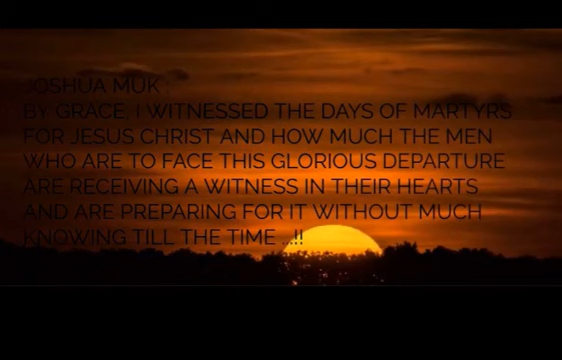 JOSHUA MUK :
BY GRACE, I WITNESSED THE DAYS OF MARTYRS
FOR JESUS CHRIST AND HOW MUCH THE MEN
WHO ARE TO FACE THIS GLORIOUS DEPARTURE
ARE RECEIVING A WITNESS IN THEIR HEARTS
AND ARE PREPARING FOR IT WITHOUT MUCH
KNOWING TILL THE TIME ...!!